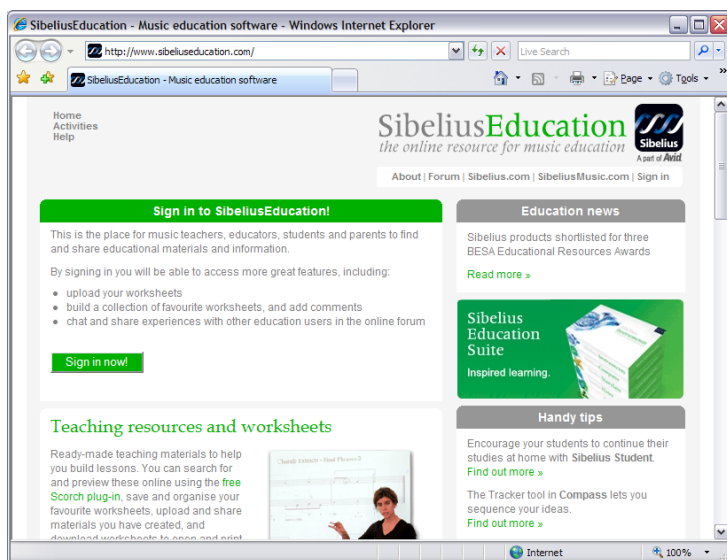 SibeliusEducation - Music education software - Windows Internet Explorer
http://www.sibeliuseducation.com/
Live Search
SibeliusEducation - Music education software
Page
Tools
»
Home
Activities
Help
SibeliusEducation
the online resource for music education
Sibelius
A part of Avid
About | Forum | Sibelius.com | SibeliusMusic.com | Sign in
Sign in to SibeliusEducation!
This is the place for music teachers, educators, students and parents to find
and share educational materials and information.
By signing in you will be able to access more great features, including:
• upload your worksheets
• build a collection of favourite worksheets, and add comments
• chat and share experiences with other education users in the online forum
Sign in now!
Education news
Sibelius products shortlisted for three
BESA Educational Resources Awards
Read more »
Sibelius
Education
Suite
Inspired learning.
Teaching resources and worksheets
Ready-made teaching materials to help
you build lessons. You can search for
and preview these online using the free
Scorch plug-in, save and organise your
favourite worksheets, upload and share
materials you have created, and
download worksheets to open and print
Handy tips
Encourage your students to continue their
studies at home with Sibelius Student.
Find out more »
The Tracker tool in Compass lets you
sequence your ideas.
Find out more »
Internet
100%